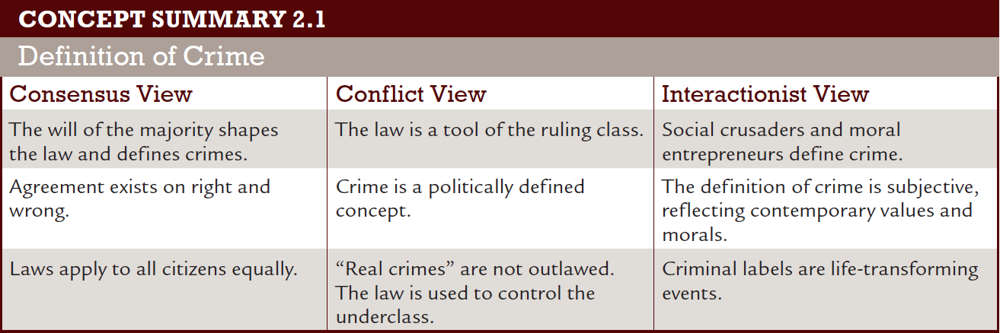 CONCEPT SUMMARY 2.1
Definition of Crime
Consensus View
Conflict View
Interactionist View
The will of the majority shapes
the law and defines crimes.
The law is a tool of the ruling class.
Social crusaders and moral
entrepreneurs define crime.
Agreement exists on right and
wrong.
Crime is a politically defined
concept.
The definition of crime is subjective,
reflecting contemporary values and
morals.
Laws apply to all citizens equally.
“Real crimes” are not outlawed.
The law is used to control the
underclass.
Criminal labels are life-transforming
events.